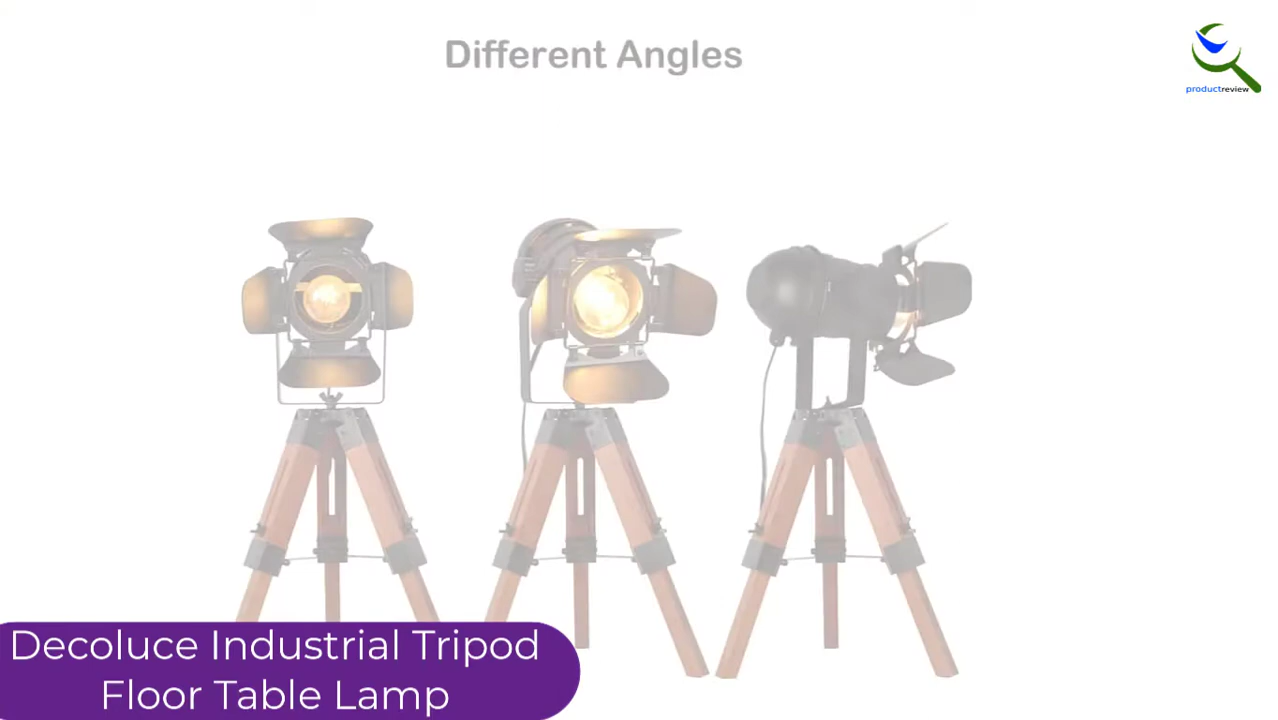 Different Angles
productreview
Decoluce Industrial Tripod
Floor Table Lamp